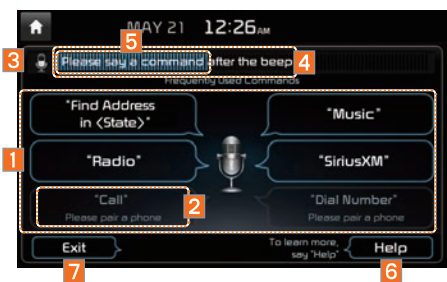 MAY 21 12:26AM
5
3
Please say a command after the beep
4
Frequently Used Commands
"Find Address
in <State>"
"Music"
1
"Radio"
"SiriusXM"
"Call"
Please pair a phone
2
"Dial Number"
Please pair a phone
Exit
To learn more,
say "Help"
Help
7
6